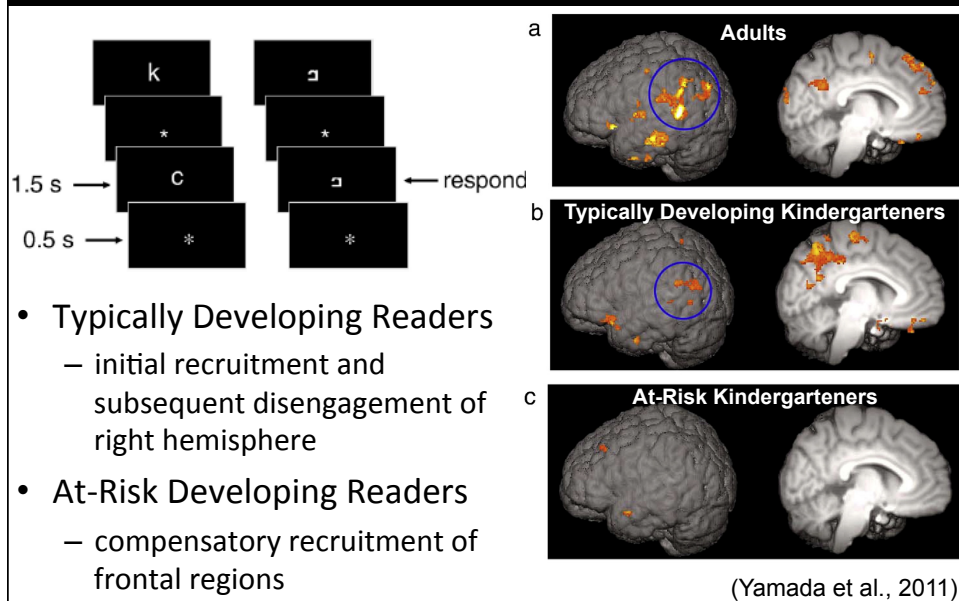 k
*
*
1.5 s
c
respond
0.5 s
*
*
• Typically Developing Readers
– initial recruitment and
subsequent disengagement of
right hemisphere
• At-Risk Developing Readers
– compensatory recruitment of
frontal regions
a
Adults
b
Typically Developing Kindergarteners
c
At-Risk Kindergarteners
(Yamada et al., 2011)